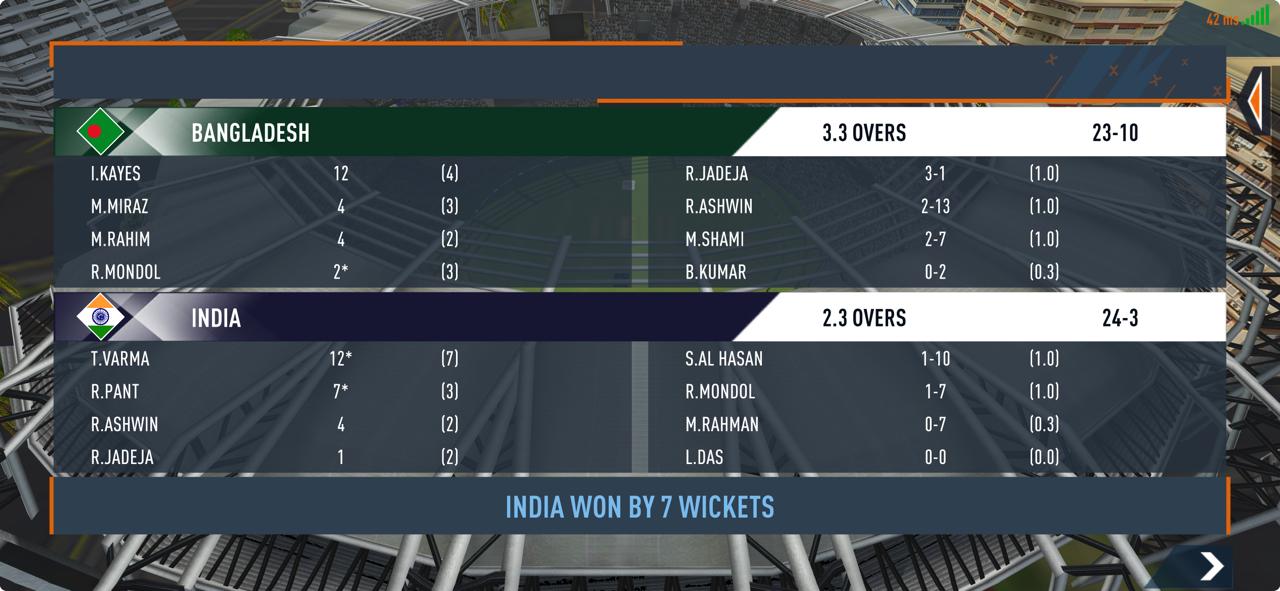 42 ms
BANGLADESH 3.3 OVERS 23-10
I.KAYES 12 (4) R.JADEJA 3-1 (1.0)
M.MIRAZ 4 (3) R.ASHWIN 2-13 (1.0)
M.RAHIM 4 (2) M.SHAMI 2-7 (1.0)
R.MONDOL 2* (3) B.KUMAR 0-2 (0.3)
INDIA 2.3 OVERS 24-3
T.VARMA 12* (7) S.AL HASAN 1-10 (1.0)
R.PANT 7* (3) R.MONDOL 1-7 (1.0)
R.ASHWIN 4 (2) M.RAHMAN 0-7 (0.3)
R.JADEJA 1 (2) L.DAS 0-0 (0.0)
INDIA WON BY 7 WICKETS